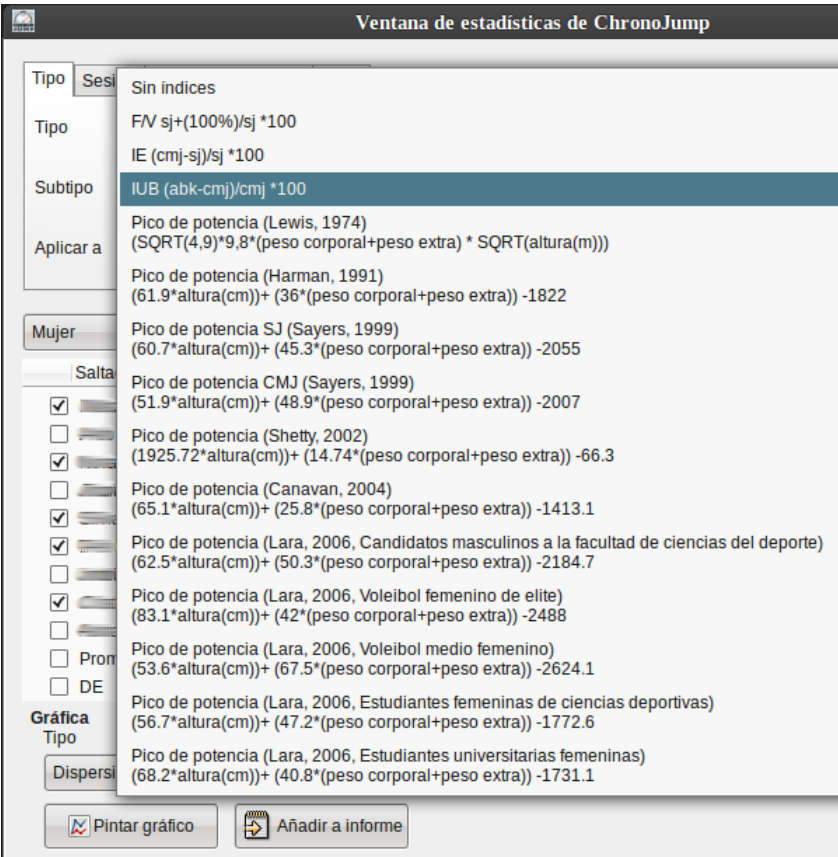 Ventana de estadísticas de ChronoJump
Tipo Sesi
Tipo
Subtipo
Aplicar a
Sin índices
F/V sj+(100%)/sj *100
IE (cmj-sj)/sj *100
IUB (abk-cmj)/cmj *100
Pico de potencia (Lewis, 1974)
(SQRT(4,9)*9,8*(peso corporal+peso extra) * SQRT(altura(m)))
Pico de potencia (Harman, 1991)
(61.9*altura(cm))+ (36*(peso corporal+peso extra)) -1822
Pico de potencia SJ (Sayers, 1999)
(60.7*altura(cm))+ (45.3*(peso corporal+peso extra)) -2055
Pico de potencia CMJ (Sayers, 1999)
(51.9*altura(cm))+ (48.9*(peso corporal+peso extra)) -2007
Pico de potencia (Shetty, 2002)
(1925.72*altura(cm))+ (14.74*(peso corporal+peso extra)) -66.3
Pico de potencia (Canavan, 2004)
(65.1*altura(cm))+ (25.8*(peso corporal+peso extra)) -1413.1
Pico de potencia (Lara, 2006, Candidatos masculinos a la facultad de ciencias del deporte)
(62.5*altura(cm))+ (50.3*(peso corporal+peso extra)) -2184.7
Pico de potencia (Lara, 2006, Voleibol femenino de elite)
(83.1*altura(cm))+ (42*(peso corporal+peso extra)) -2488
Pico de potencia (Lara, 2006, Voleibol medio femenino)
(53.6*altura(cm))+ (67.5*(peso corporal+peso extra)) -2624.1
Pico de potencia (Lara, 2006, Estudiantes femeninas de ciencias deportivas)
(56.7*altura(cm))+ (47.2*(peso corporal+peso extra)) -1772.6
Pico de potencia (Lara, 2006, Estudiantes universitarias femeninas)
(68.2*altura(cm))+ (40.8*(peso corporal+peso extra)) -1731.1
Mujer
Salta
Prom
DE
Gráfica
Tipo
Dispersi
Pintar gráfico
Añadir a informe